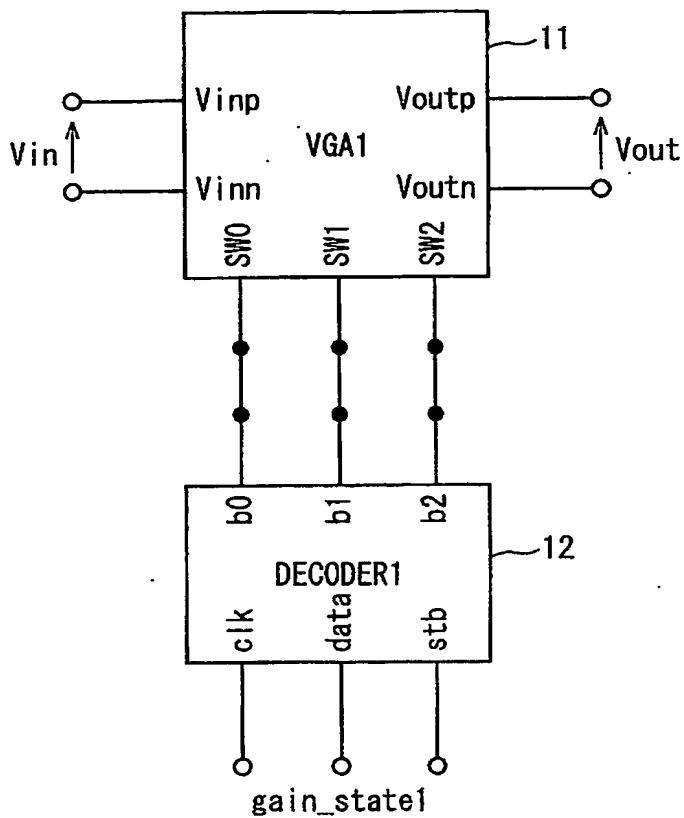 11
Vinp
Voutp
Vin
VGA1
Vout
Vinn
Voutn
SW0
SW1
SW2
b0
b1
b2
12
DECODER1
clk
data
stb
gain_state1